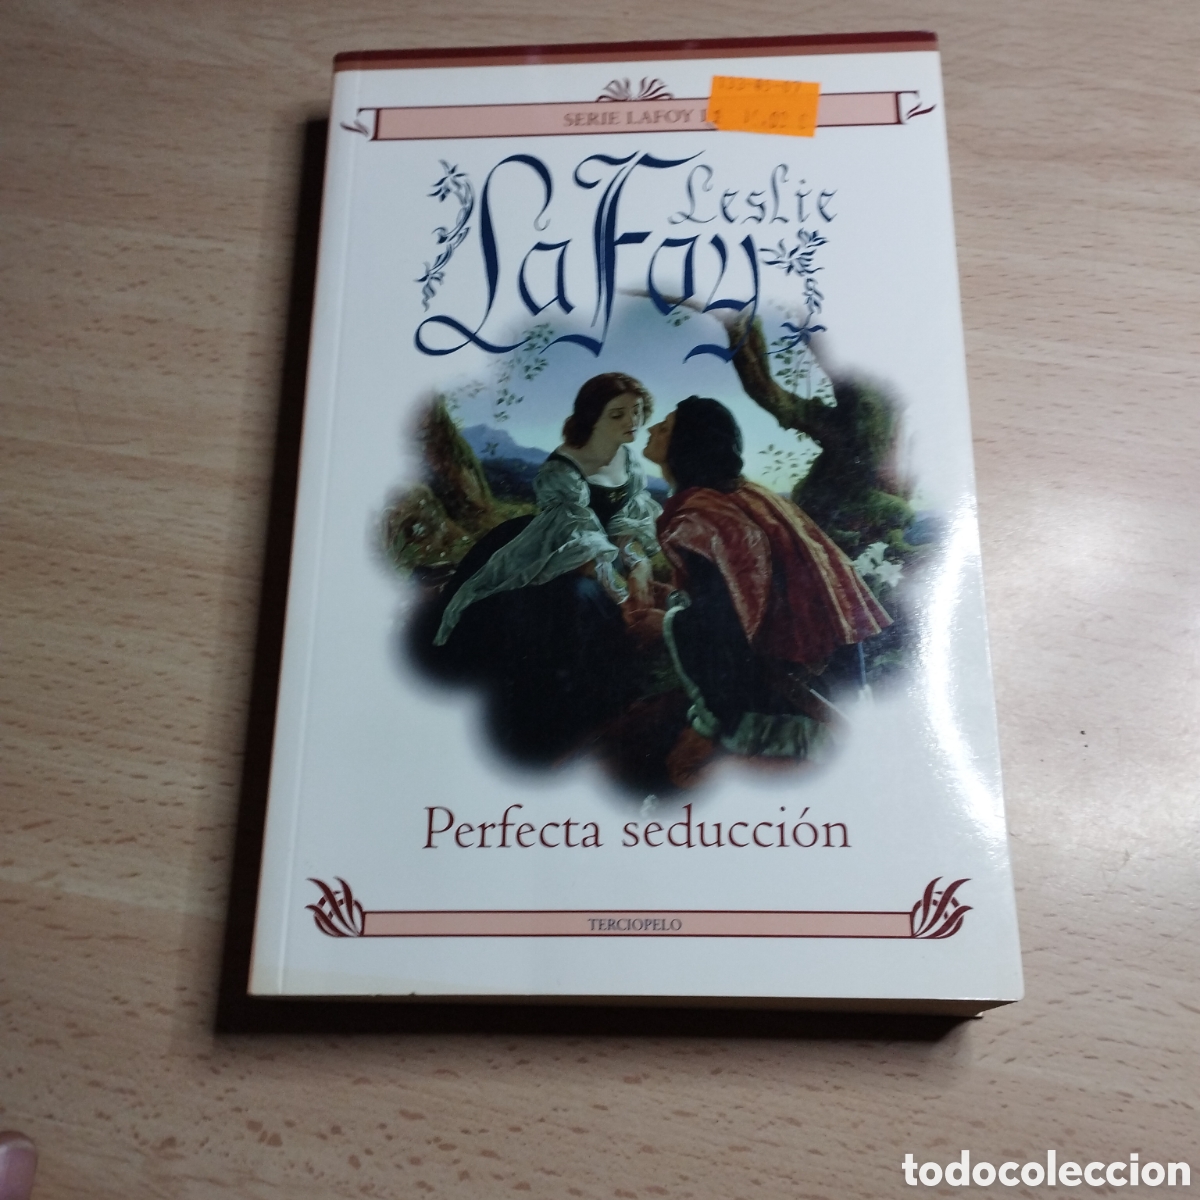 SERIE LAFOY
Leslie
LaFoy
Perfecta seducción
TERCIOPELO
todocoleccion